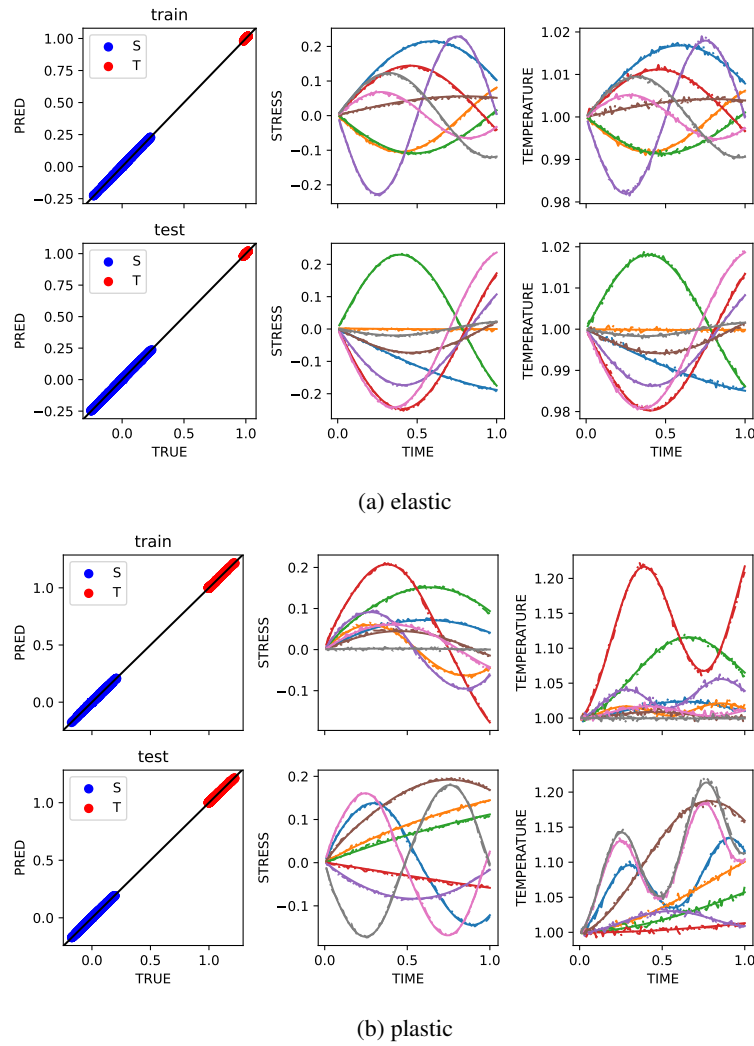 train
PRED
1.00
0.75
0.50
0.25
0.00
−0.25
S
T
STRESS
0.2
0.1
0.0
−0.1
−0.2
TEMPERATURE
1.02
1.01
1.00
0.99
0.98
test
PRED
1.00
0.75
0.50
0.25
0.00
−0.25
S
T
0.0 0.5 1.0
TRUE
STRESS
0.2
0.1
0.0
−0.1
−0.2
0.0 0.5 1.0
TIME
TEMPERATURE
1.02
1.01
1.00
0.99
0.98
0.0 0.5 1.0
TIME
(a) elastic
train
PRED
1.0
0.5
0.0
S
T
STRESS
0.2
0.1
0.0
−0.1
TEMPERATURE
1.20
1.15
1.10
1.05
1.00
test
PRED
1.0
0.5
0.0
S
T
0.0 1.0
TRUE
STRESS
0.2
0.1
0.0
−0.1
0.0 0.5 1.0
TIME
TEMPERATURE
1.20
1.15
1.10
1.05
1.00
0.0 0.5 1.0
TIME
(b) plastic